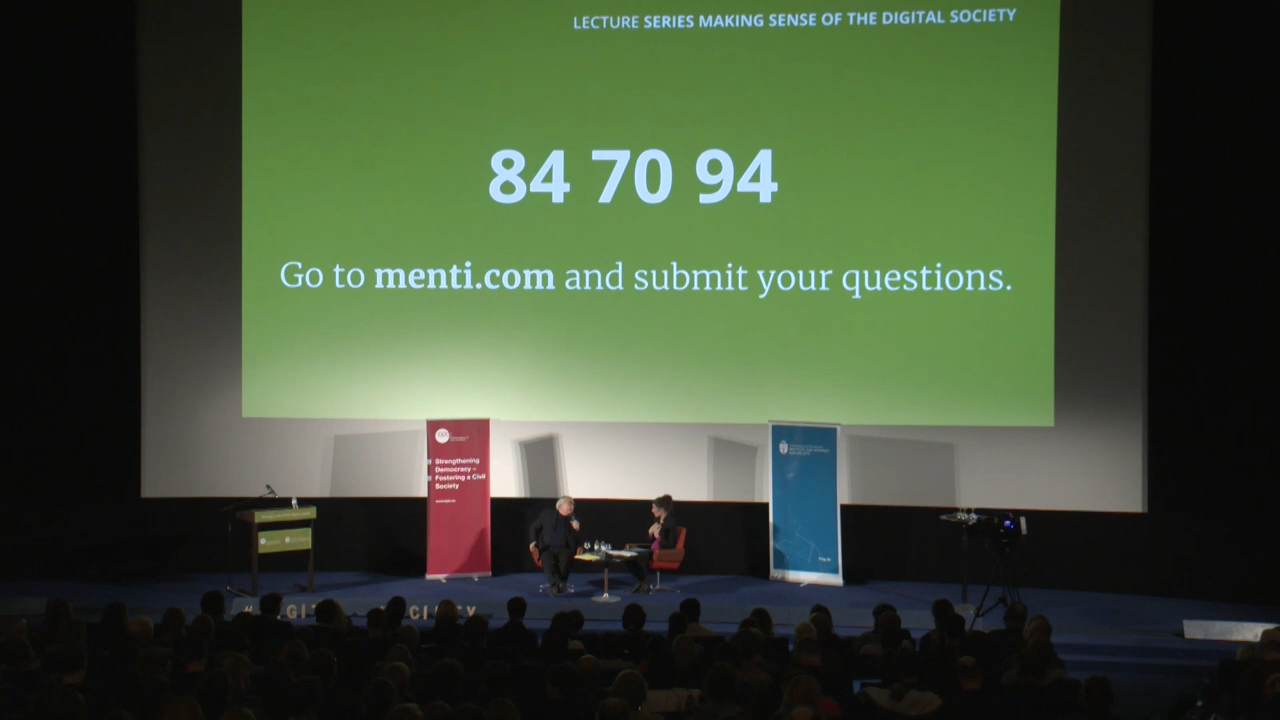 LECTURE SERIES MAKING SENSE OF THE DIGITAL SOCIETY
84 70 94
Go to menti.com and submit your questions.
Strengthening
Democracy –
Fostering a Civil
Society